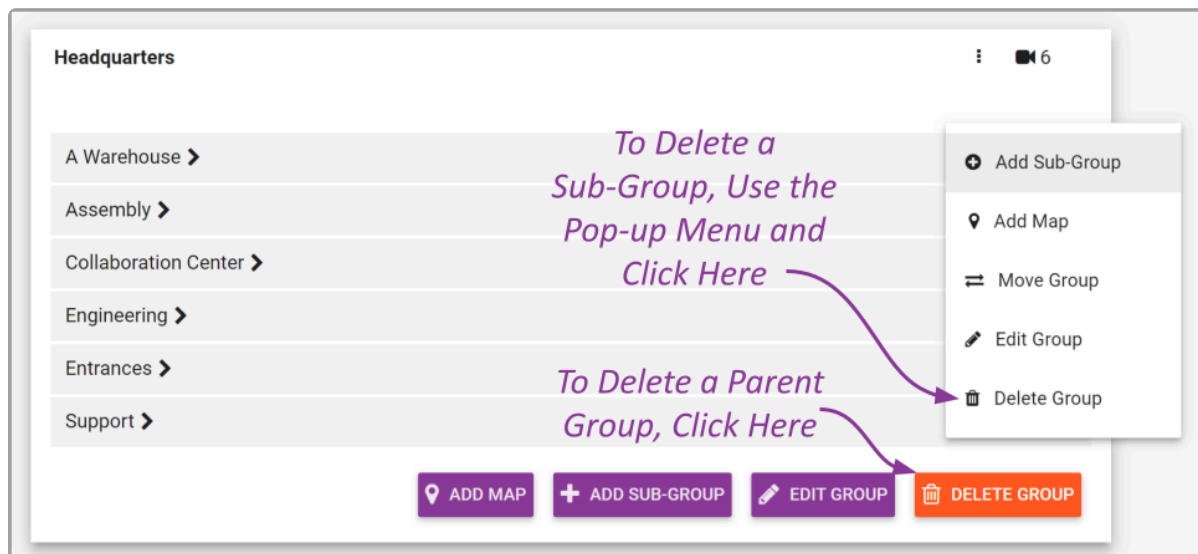 Headquarters
6
A Warehouse
Assembly
Collaboration Center
Engineering
Entrances
Support
To Delete a
Sub-Group, Use the
Pop-up Menu and
Click Here
To Delete a Parent
Group, Click Here
Add Sub-Group
Add Map
Move Group
Edit Group
Delete Group
ADD MAP
ADD SUB-GROUP
EDIT GROUP
DELETE GROUP